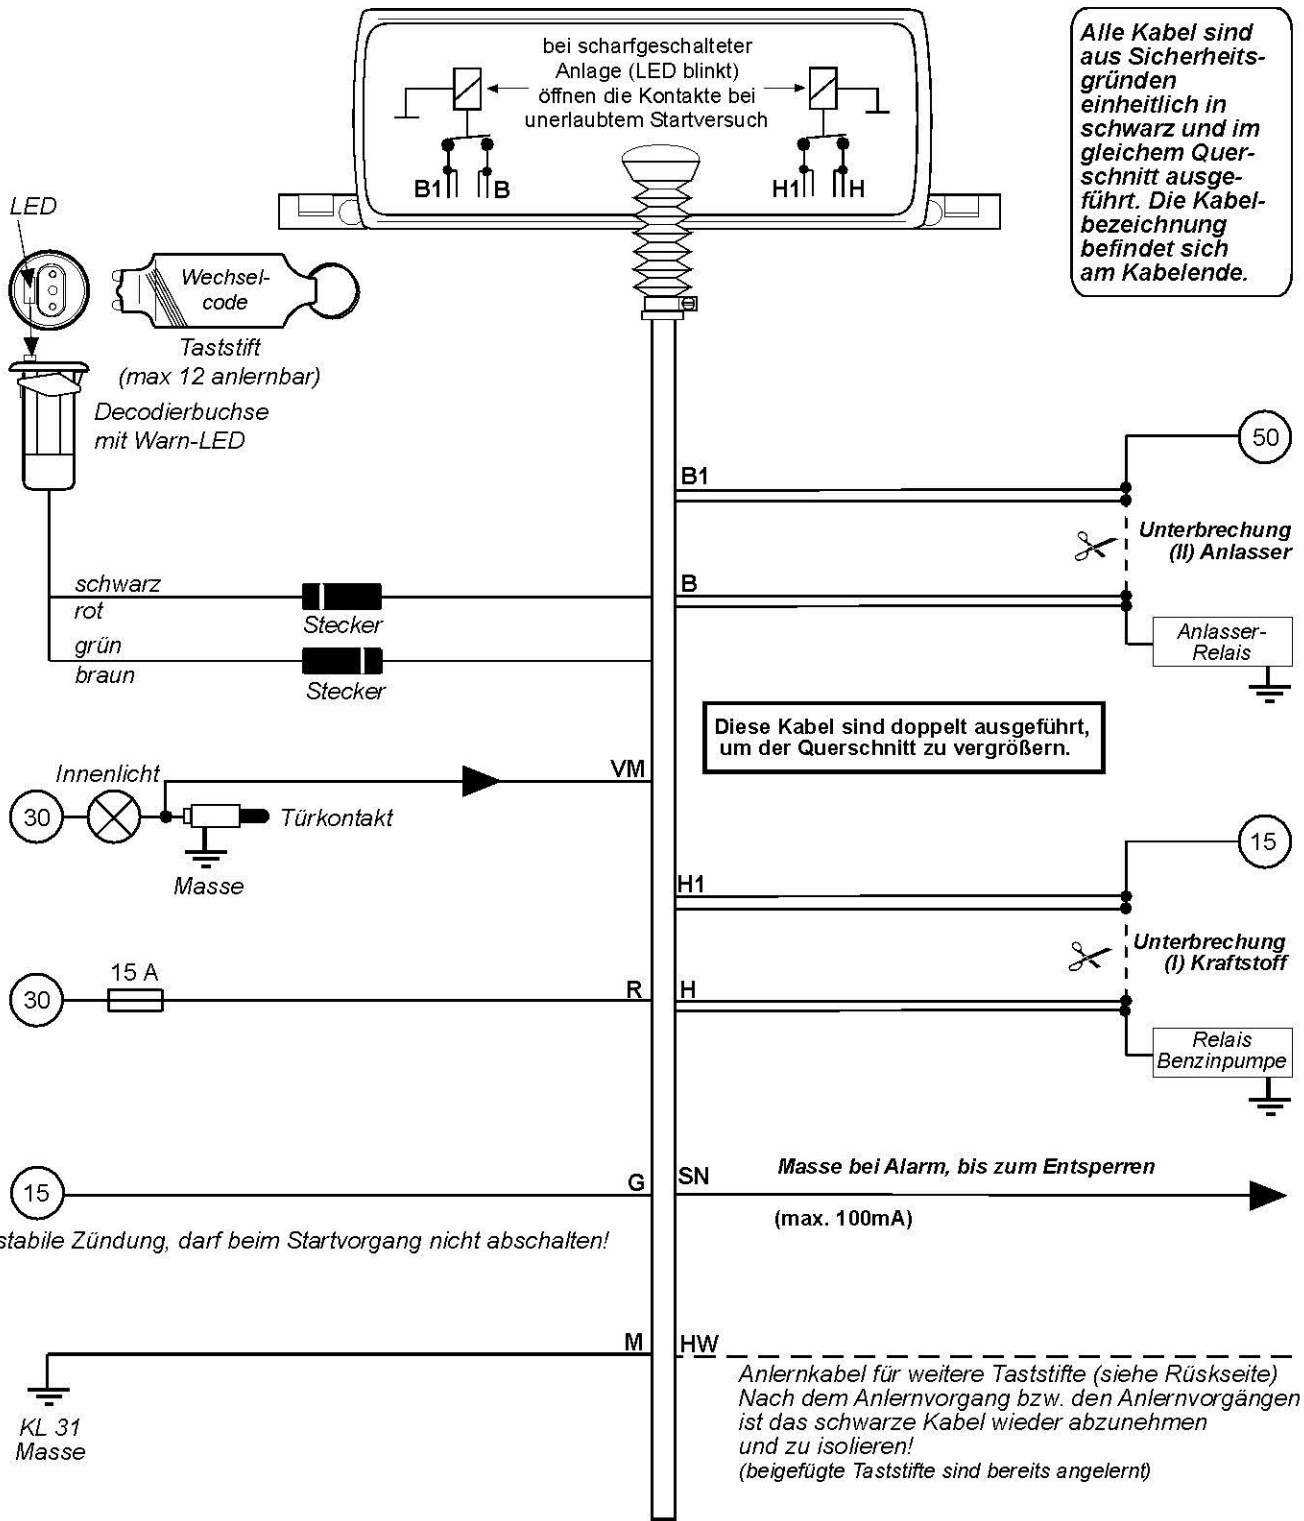 bei scharfgeschalteter
Anlage (LED blinkt)
öffnen die Kontakte bei
unerlaubtem Startversuch
B1 B
H1 H
Alle Kabel sind
aus Sicherheits-
gründen
einheitlich in
schwarz und im
gleichem Quer-
schnitt ausge-
führt. Die Kabel-
bezeichnung
befindet sich
am Kabelende.
LED
Wechsel-
code
Taststift
(max 12 anlernbar)
Decodierbuchse
mit Warn-LED
50
B1
Unterbrechung
(II) Anlasser
schwarz
rot
Stecker
B
grün
braun
Stecker
Anlasser-
Relais
Diese Kabel sind doppelt ausgeführt,
um der Querschnitt zu vergrößern.
Innenlicht
VM
30
Türkontakt
Masse
15
H1
Unterbrechung
(I) Kraftstoff
15 A
30
R
H
Relais
Benzinpumpe
15
G
SN
Masse bei Alarm, bis zum Entsperren
(max. 100mA)
stabile Zündung, darf beim Startvorgang nicht abschalten!
M
HW
KL 31
Masse
Anlernkabel für weitere Taststifte (siehe Rüskseite)
Nach dem Anlernvorgang bzw. den Anlernvorgängen
ist das schwarze Kabel wieder abzunehmen
und zu isolieren!
(beigefügte Taststifte sind bereits angelernt)